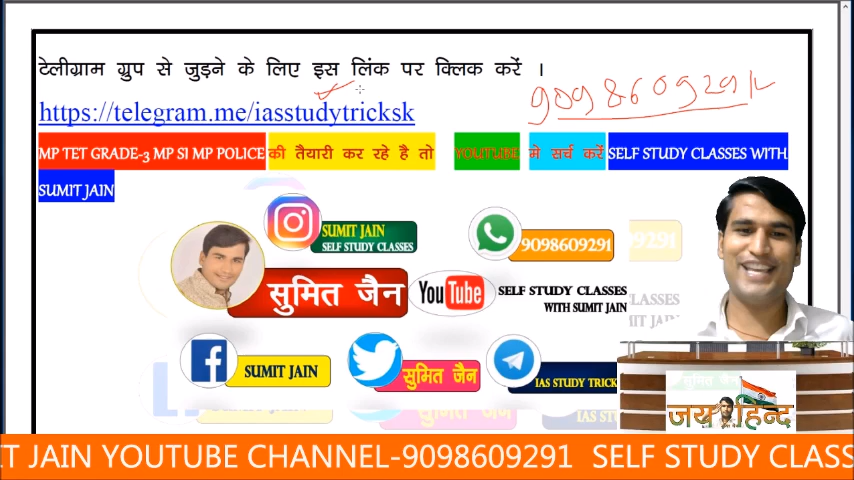 टेलीग्राम ग्रुप से जुड़ने के लिए इस लिंक पर क्लिक करें ।
9098609291
https://telegram.me/iasstudytricksk
MP TET GRADE-3 MP SI MP POLICE की तैयारी कर रहे है तो YOUTUBE मे सर्च करें SELF STUDY CLASSES WITH
SUMIT JAIN
SUMIT JAIN
SELF STUDY CLASSES
9098609291
सुमित जैन
YouTube
SELF STUDY CLASSES
WITH SUMIT JAIN
SUMIT JAIN
सुमित जैन
IAS STUDY TRICK
जय हिन्द
T JAIN YOUTUBE CHANNEL-9098609291 SELF STUDY CLASS